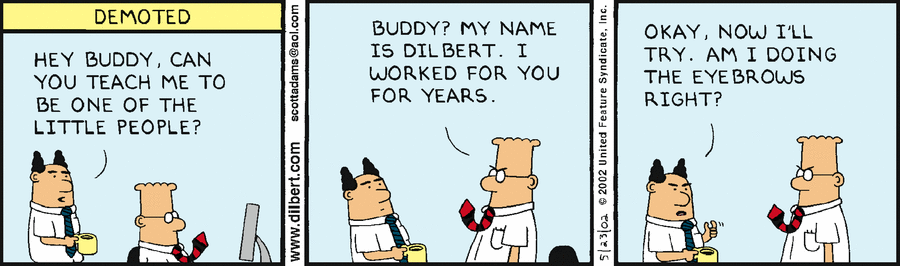 DEMOTED
HEY BUDDY, CAN
YOU TEACH ME TO
BE ONE OF THE
LITTLE PEOPLE?
www.dilbert.com scottadams@aol.com
BUDDY? MY NAME
IS DILBERT. I
WORKED FOR YOU
FOR YEARS.
5/23/02 © 2002 United Feature Syndicate, Inc.
OKAY, NOW I'LL
TRY. AM I DOING
THE EYEBROWS
RIGHT?